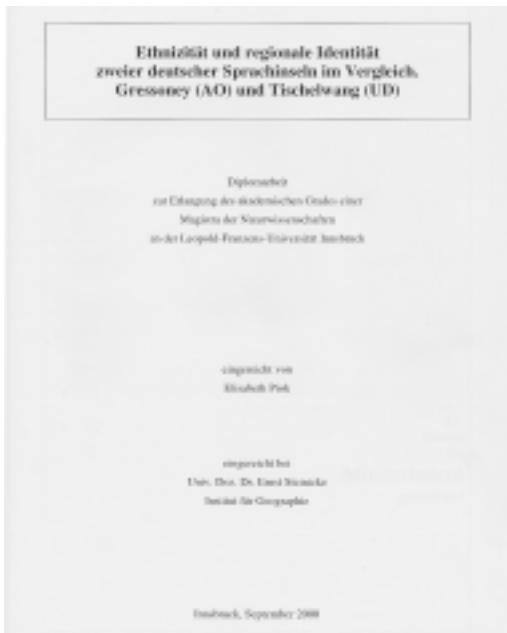 Ethnizität und regionale Identität
zweier deutscher Sprachinseln im Vergleich.
Gressoney (AO) und Tischelwang (UD)
Diplomarbeit
zur Erlangung des akademischen Grades einer
Magistra der Naturwissenschaften
an der Leopold-Franzens-Universität Innsbruck
eingereicht von
Elisabeth
eingereicht bei
Univ. Doz. Dr. Ernst Steinicke
Institut für Geographie
Innsbruck, September 2000